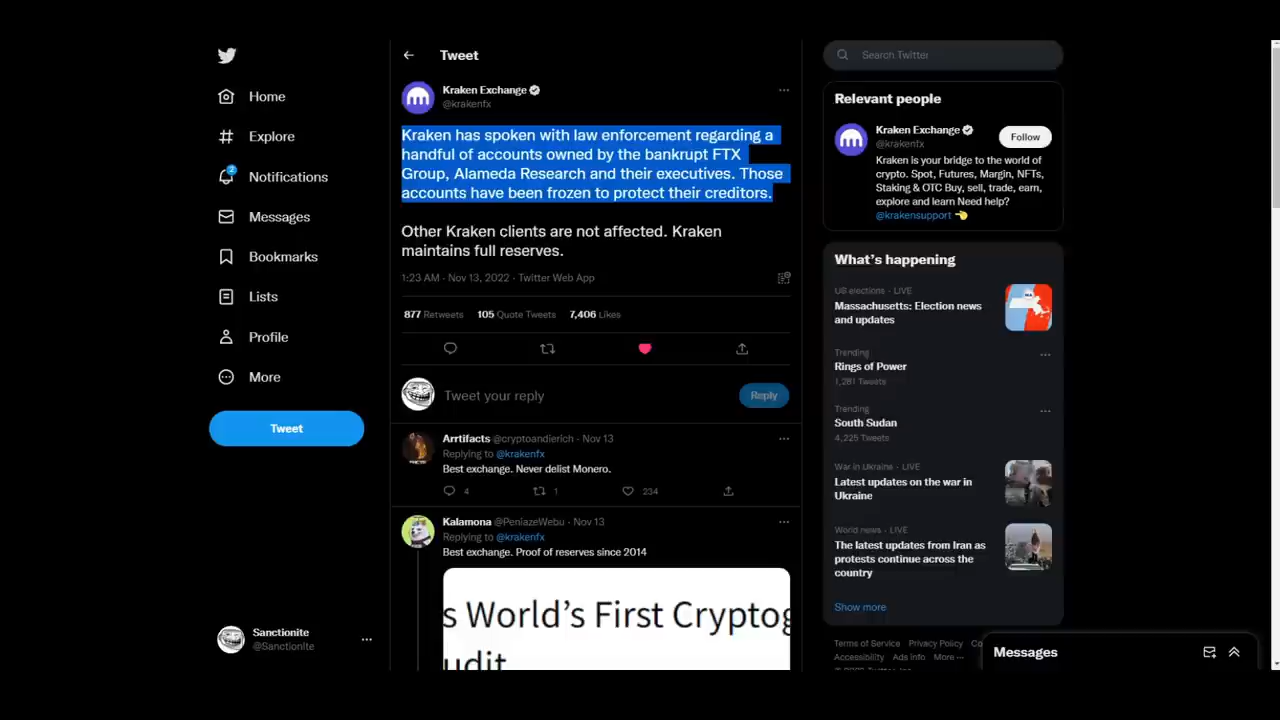 Home
Explore
2
Notifications
Messages
Bookmarks
Lists
Profile
More
Tweet
Sanctionite
@Sanctionite
Tweet
Kraken Exchange
@krakenfx
Kraken has spoken with law enforcement regarding a
handful of accounts owned by the bankrupt FTX
Group, Alameda Research and their executives. Those
accounts have been frozen to protect their creditors.
Other Kraken clients are not affected. Kraken
maintains full reserves.
1:23 AM · Nov 13, 2022 · Twitter Web App
877 Retweets 105 Quote Tweets 7,406 Likes
Tweet your reply
Reply
Arrtifacts @cryptoandierich · Nov 13
Replying to @krakenfx
Best exchange. Never delist Monero.
4 1 234
Kalamona @PeniazeWebu · Nov 13
Replying to @krakenfx
Best exchange. Proof of reserves since 2014
s World's First Cryptog
udit
Search Twitter
Relevant people
Kraken Exchange
@krakenfx
Follow
Kraken is your bridge to the world of
crypto. Spot, Futures, Margin, NFTs,
Staking & OTC Buy, sell, trade, earn,
explore and learn Need help?
@krakensupport 👈
What's happening
US elections · LIVE
Massachusetts: Election news
and updates
Trending
Rings of Power
1,281 Tweets
Trending
South Sudan
4,225 Tweets
War in Ukraine · LIVE
Latest updates on the war in
Ukraine
World news · LIVE
The latest updates from Iran as
protests continue across the
country
Show more
Terms of Service Privacy Policy Co
Accessibility Ads info More ···
Messages